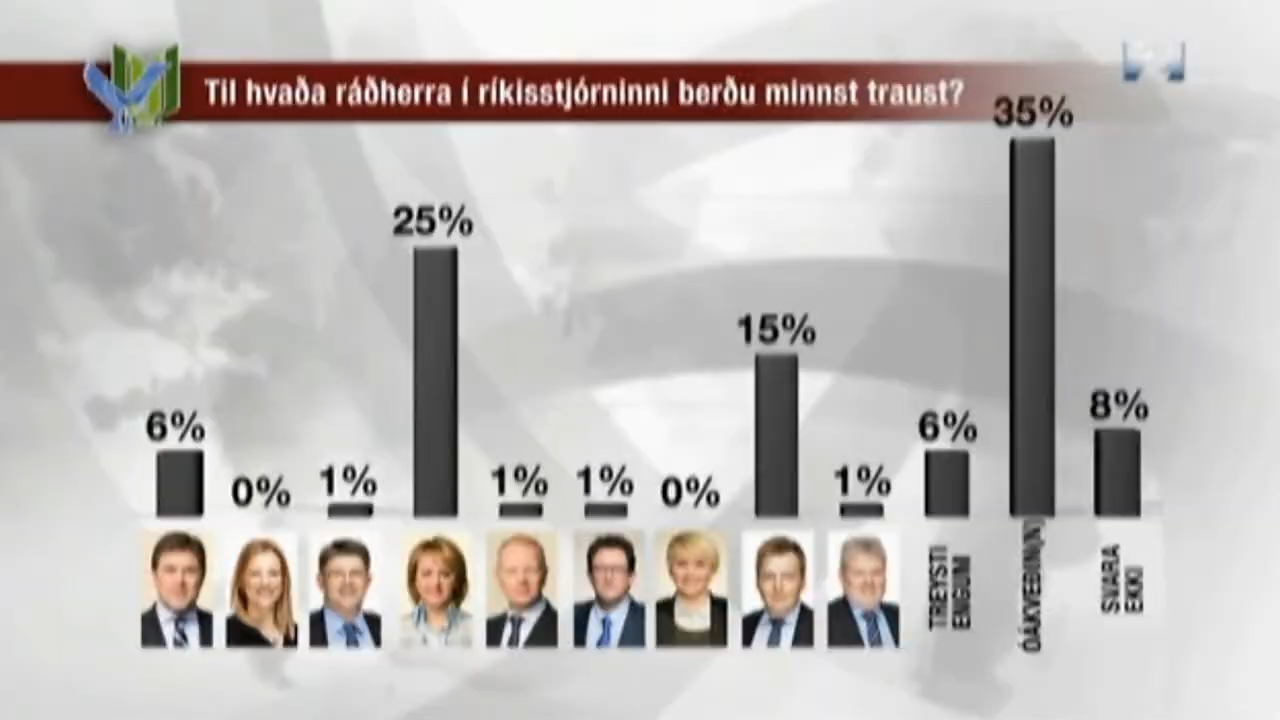 Til hvaða ráðherra í ríkisstjórninni berðu minnst traust?
35%
25%
15%
6%
0%
1%
1%
1%
0%
1%
6%
8%
TREYSTI
ENGUM
ÓÁKVEÐIN(N)
SVARA
EKKI